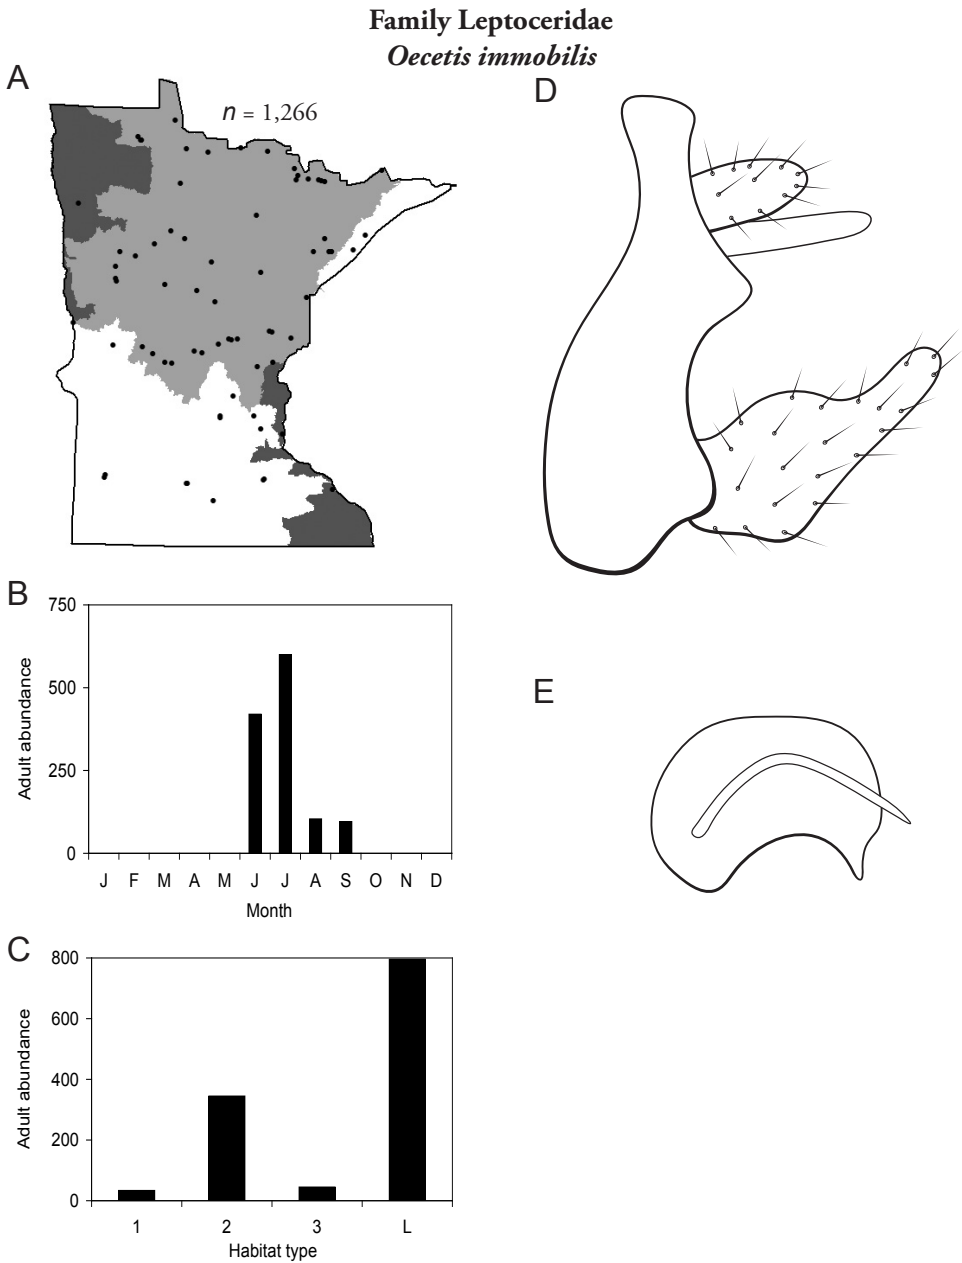 Family Leptoceridae
Oecetis immobilis
A
n = 1,266
D
B
750
500
250
0
Adult abundance
J F M A M J J A S O N D
Month
E
C
800
600
400
200
0
Adult abundance
1 2 3 L
Habitat type